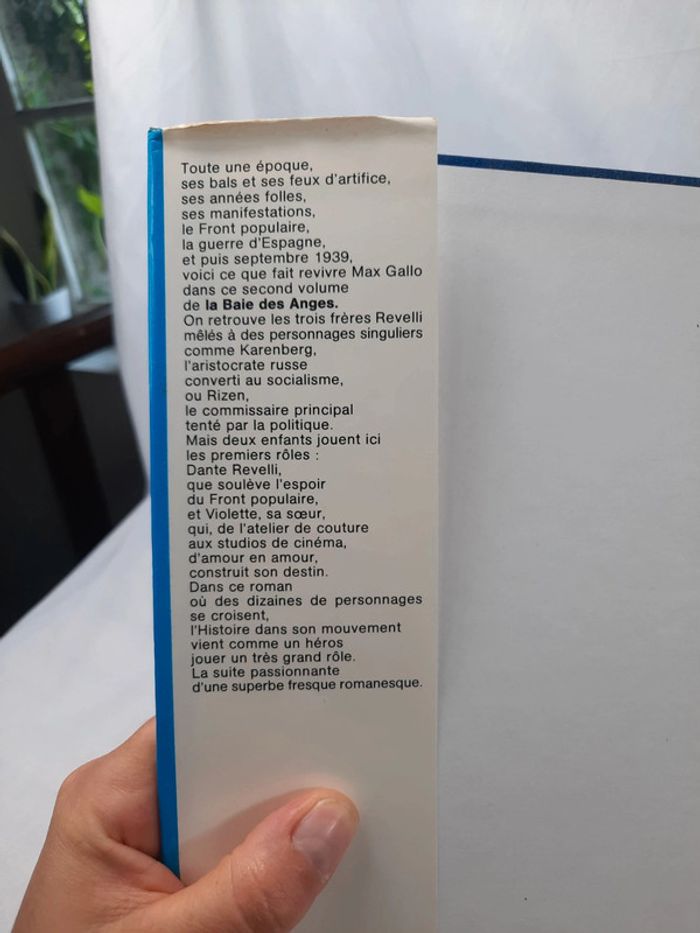 Toute une époque,
ses bals et ses feux d'artifice,
ses années folles,
ses manifestations,
le Front populaire,
la guerre d'Espagne,
et puis septembre 1939,
voici ce que fait revivre Max Gallo
dans ce second volume
de la Baie des Anges.
On retrouve les trois frères Revelli
mêlés à des personnages singuliers
comme Karenberg,
l'aristocrate russe
converti au socialisme,
ou Rizen,
le commissaire principal
tenté par la politique.
Mais deux enfants jouent ici
les premiers rôles :
Dante Revelli,
que soulève l'espoir
du Front populaire,
et Violette, sa sœur,
qui, de l'atelier de couture
aux studios de cinéma,
d'amour en amour,
construit son destin.
Dans ce roman
où des dizaines de personnages
se croisent,
l'Histoire dans son mouvement
vient comme un héros
jouer un très grand rôle.
La suite passionnante
d'une superbe fresque romanesque.